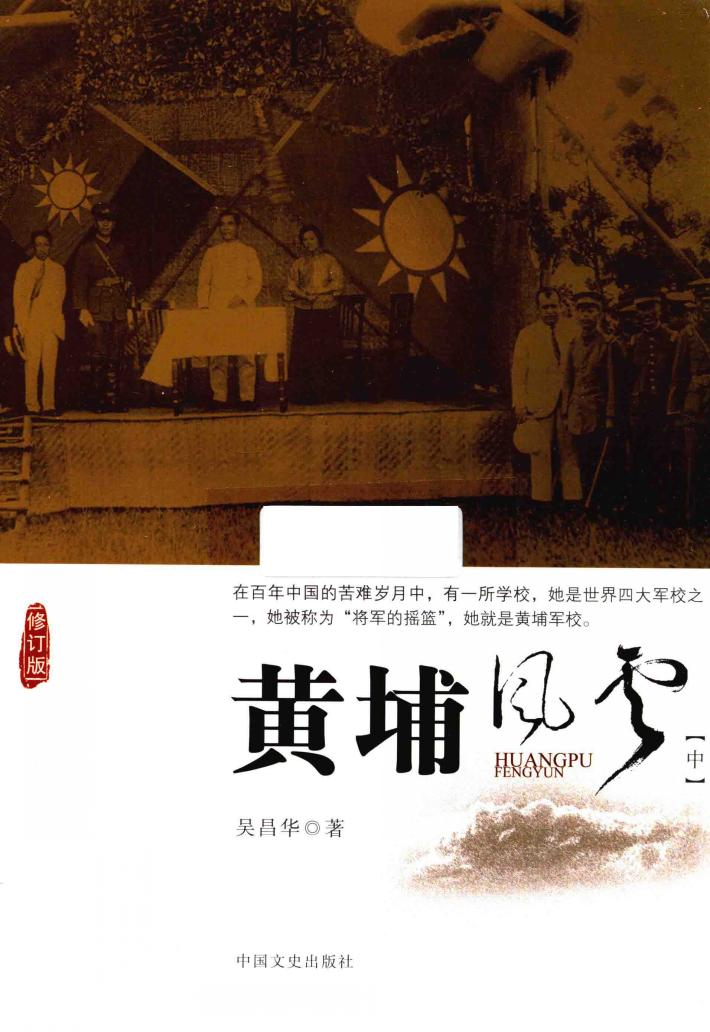 在百年中国的苦难岁月中，有一所学校，她是世界四大军校之
一，她被称为“将军的摇篮”，她就是黄埔军校。
修订版
黄埔风云
HUANGPU
FENGYUN
【中】
吴昌华◎著
中国文史出版社